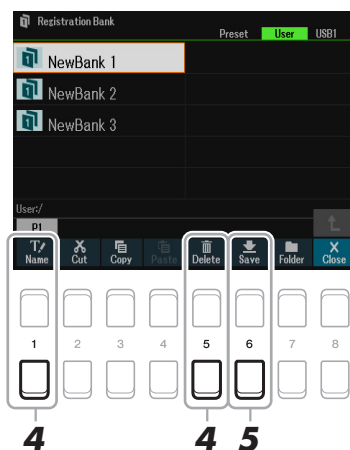 Registration Bank
Preset User USB1
NewBank 1
NewBank 2
NewBank 3
User:/
P1
Name Cut Copy Paste Delete Save Folder Close
1 2 3 4 5 6 7 8
4 4 5